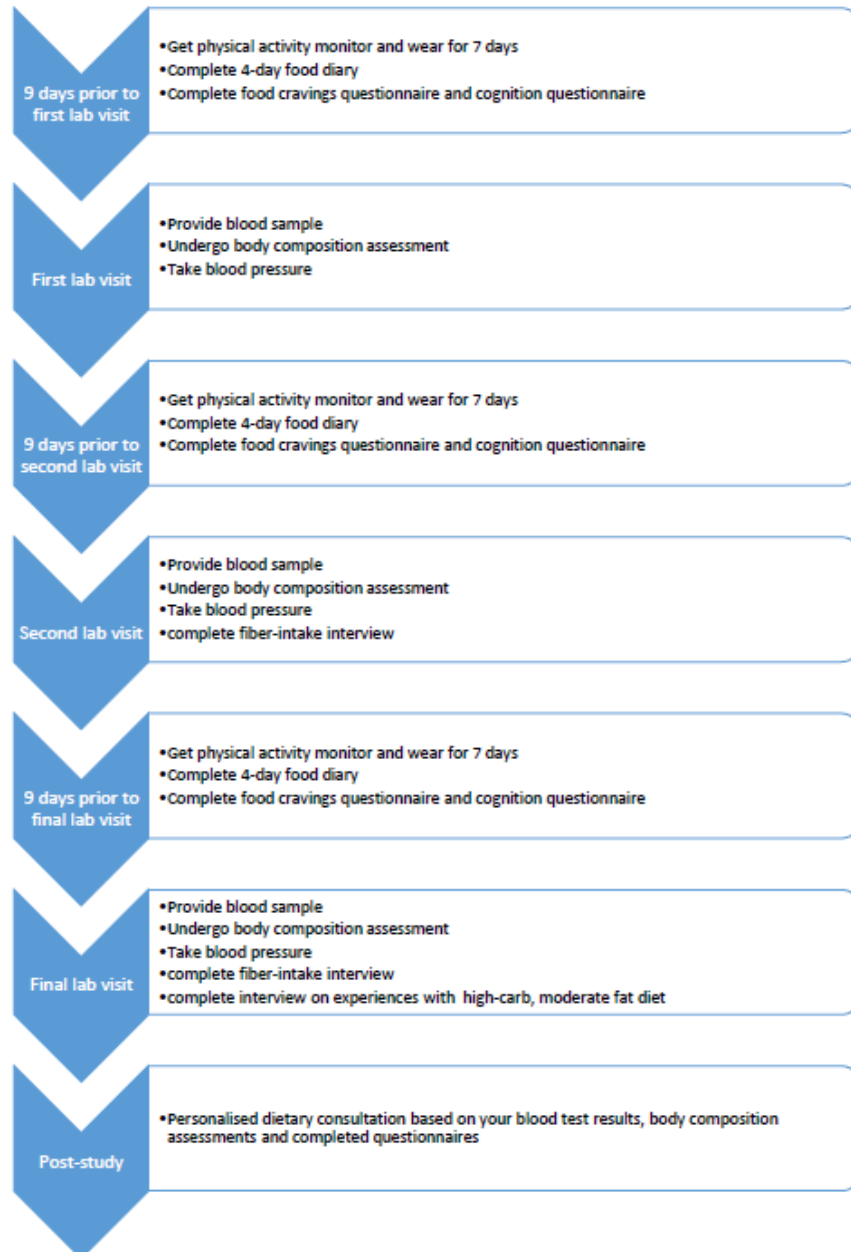 9 days prior to
first lab visit
•Get physical activity monitor and wear for 7 days
•Complete 4-day food diary
•Complete food cravings questionnaire and cognition questionnaire
First lab visit
•Provide blood sample
•Undergo body composition assessment
•Take blood pressure
9 days prior to
second lab visit
•Get physical activity monitor and wear for 7 days
•Complete 4-day food diary
•Complete food cravings questionnaire and cognition questionnaire
Second lab visit
•Provide blood sample
•Undergo body composition assessment
•Take blood pressure
•complete fiber-intake interview
9 days prior to
final lab visit
•Get physical activity monitor and wear for 7 days
•Complete 4-day food diary
•Complete food cravings questionnaire and cognition questionnaire
Final lab visit
•Provide blood sample
•Undergo body composition assessment
•Take blood pressure
•complete fiber-intake interview
•complete interview on experiences with high-carb, moderate fat diet
Post-study
•Personalised dietary consultation based on your blood test results, body composition
assessments and completed questionnaires